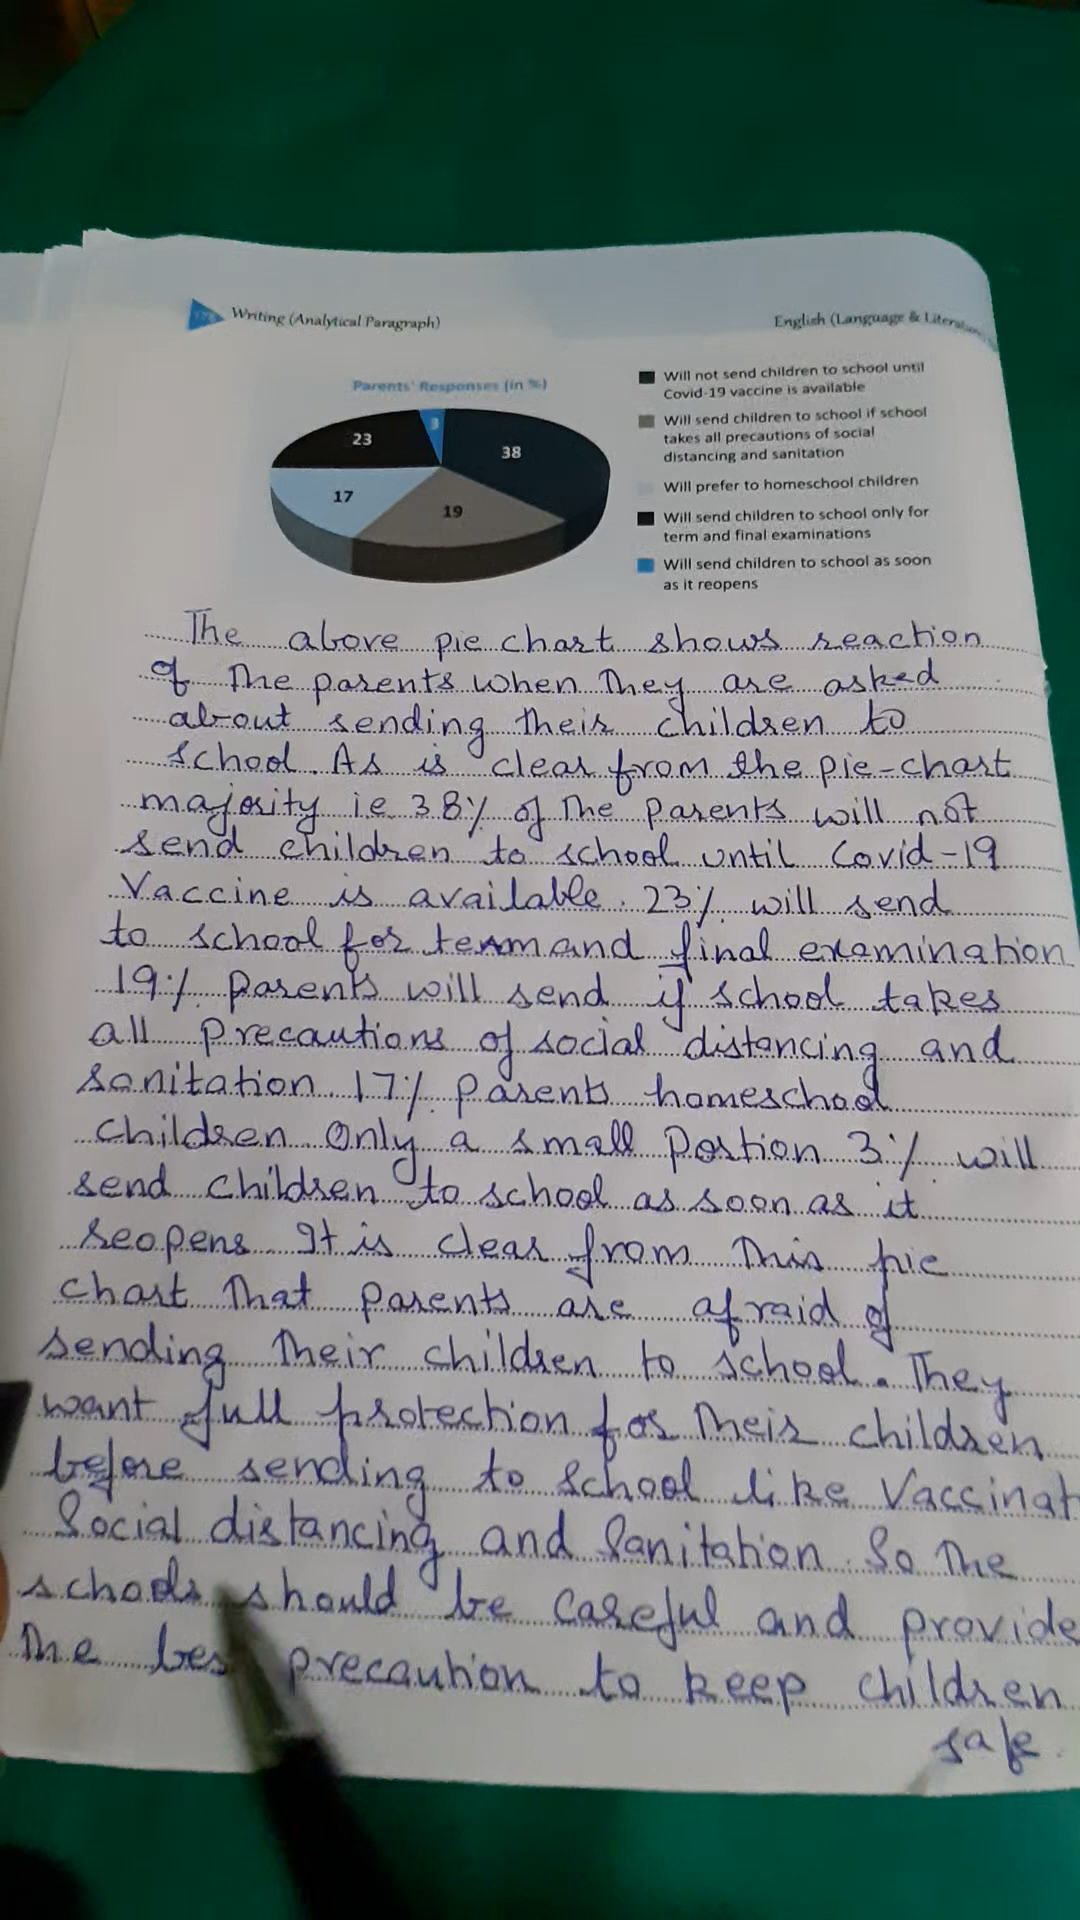 Writing (Analytical Paragraph)
English (Language & Literature)
Parents' Responses (in %)
3
23
38
17
19
Will not send children to school until
Covid-19 vaccine is available
Will send children to school if school
takes all precautions of social
distancing and sanitation
Will prefer to homeschool children
Will send children to school only for
term and final examinations
Will send children to school as soon
as it reopens
The above pie chart shows reaction
of the parents when they are asked
about sending their children to
school. As is clear from the pie-chart
majority ie 38% of the parents will not
send children to school until Covid-19
Vaccine is available. 23% will send
to school for term and final examination
19% parents will send if school takes
all precautions of social distancing and
sanitation. 17% parents homeschool
children. Only a small portion 3% will
send children to school as soon as it
reopens. It is clear from this pie
chart that parents are afraid of
sending their children to school. They
want full protection for their children
before sending to school like Vaccinat
Social distancing and Sanitation. So the
schools should be careful and provide
the bes precaution to keep children
safe.